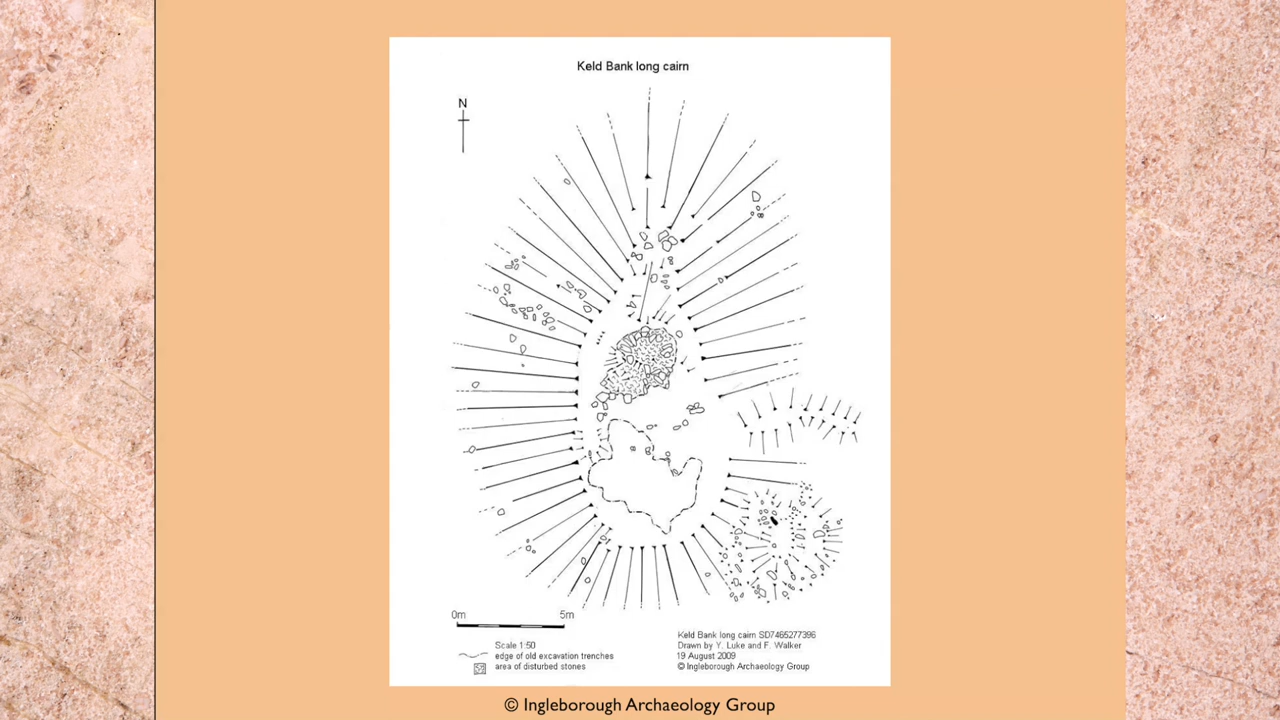 Keld Bank long cairn
N
0m 5m
Scale 1:50
edge of old excavation trenches
area of disturbed stones
Keld Bank long cairn SD7465277396
Drawn by Y. Luke and F. Walker
19 August 2009
© Ingleborough Archaeology Group
© Ingleborough Archaeology Group